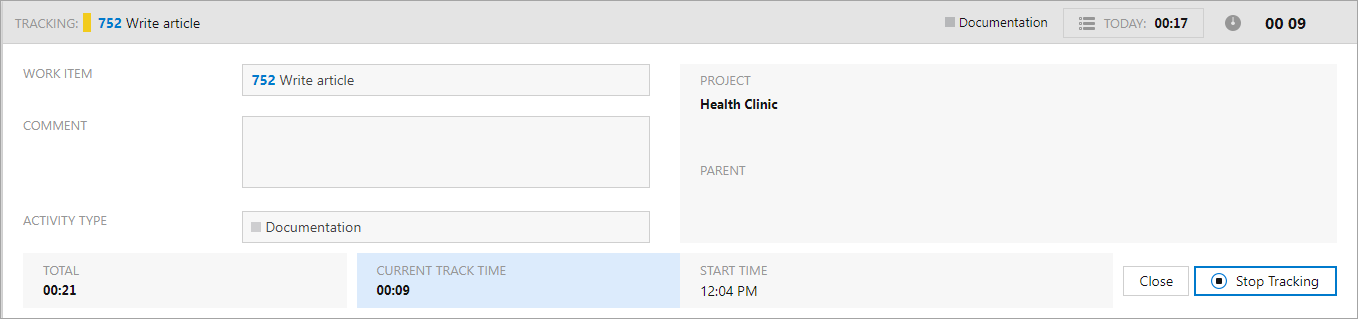 TRACKING: 752 Write article Documentation TODAY: 00:17 00 09
WORK ITEM 752 Write article
COMMENT
ACTIVITY TYPE Documentation
PROJECT
Health Clinic
PARENT
TOTAL
00:21
CURRENT TRACK TIME
00:09
START TIME
12:04 PM
Close Stop Tracking